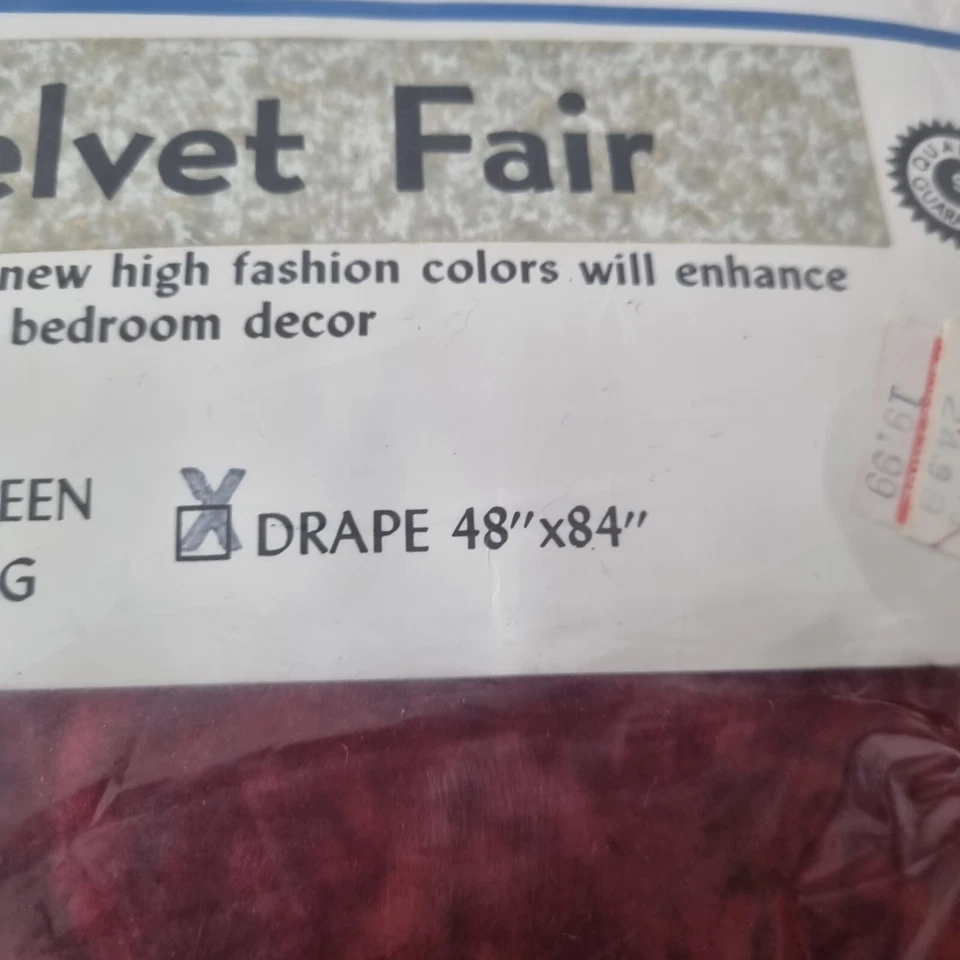 elvet Fair
new high fashion colors will enhance
bedroom decor
EEN
DRAPE 48"x84"
G
19.99